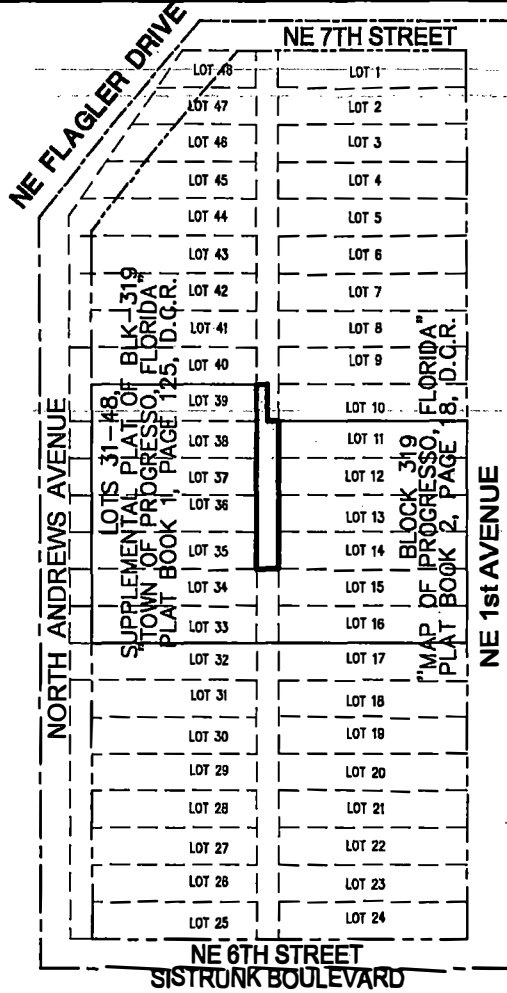 NE FLAGLER DRIVE
NE 7TH STREET
LOT 48
LOT 1
LOT 47
LOT 2
LOT 46
LOT 3
LOT 45
LOT 4
LOT 44
LOT 5
LOT 43
LOT 6
LOT 42
LOT 7
LOT 41
LOT 8
LOT 40
LOT 9
LOT 39
LOT 10
LOT 38
LOT 11
LOT 37
LOT 12
LOT 36
LOT 13
LOT 35
LOT 14
LOT 34
LOT 15
LOT 33
LOT 16
LOT 32
LOT 17
LOT 31
LOT 18
LOT 30
LOT 19
LOT 29
LOT 20
LOT 28
LOT 21
LOT 27
LOT 22
LOT 26
LOT 23
LOT 25
LOT 24
NORTH ANDREWS AVENUE
LOTS 31-48,
SUPPLEMENTAL PLAT OF BLK-319
"TOWN OF PROGRESSO, FLORIDA"
PLAT BOOK 1, PAGE 125, D.C.R.
BLOCK 319
"MAP OF PROGRESSO, FLORIDA"
PLAT BOOK 2, PAGE 18, D.C.R.
NE 1st AVENUE
NE 6TH STREET
SISTRUNK BOULEVARD